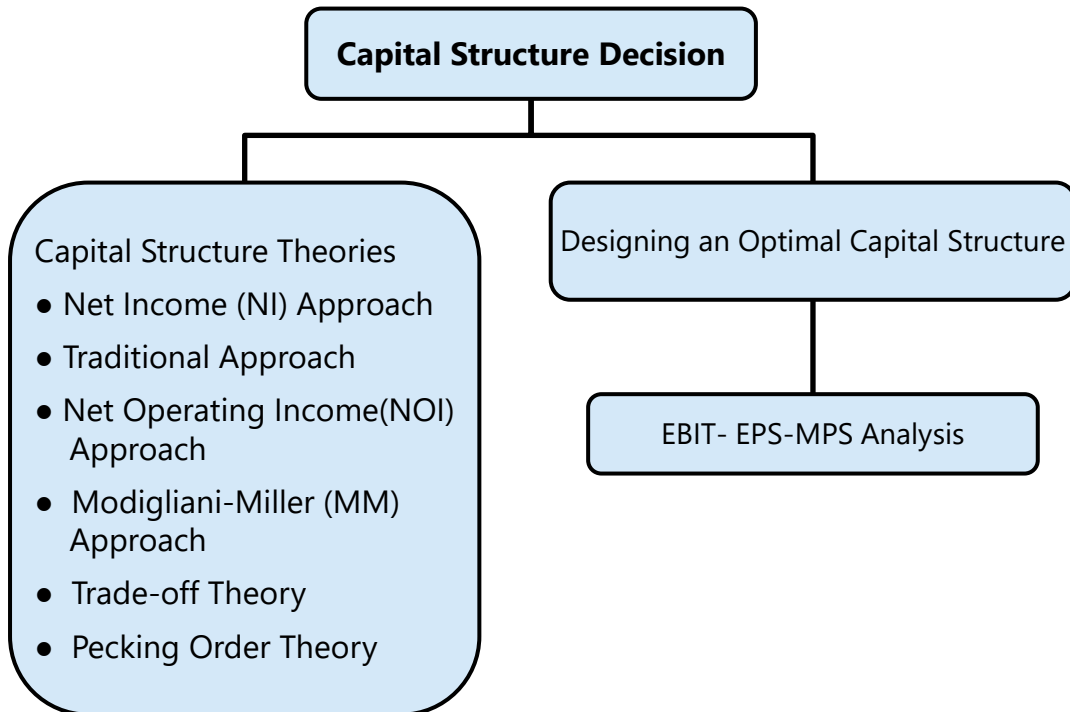 Capital Structure Decision
Capital Structure Theories
● Net Income (NI) Approach
● Traditional Approach
● Net Operating Income(NOI)
Approach
● Modigliani-Miller (MM)
Approach
● Trade-off Theory
● Pecking Order Theory
Designing an Optimal Capital Structure
EBIT- EPS-MPS Analysis